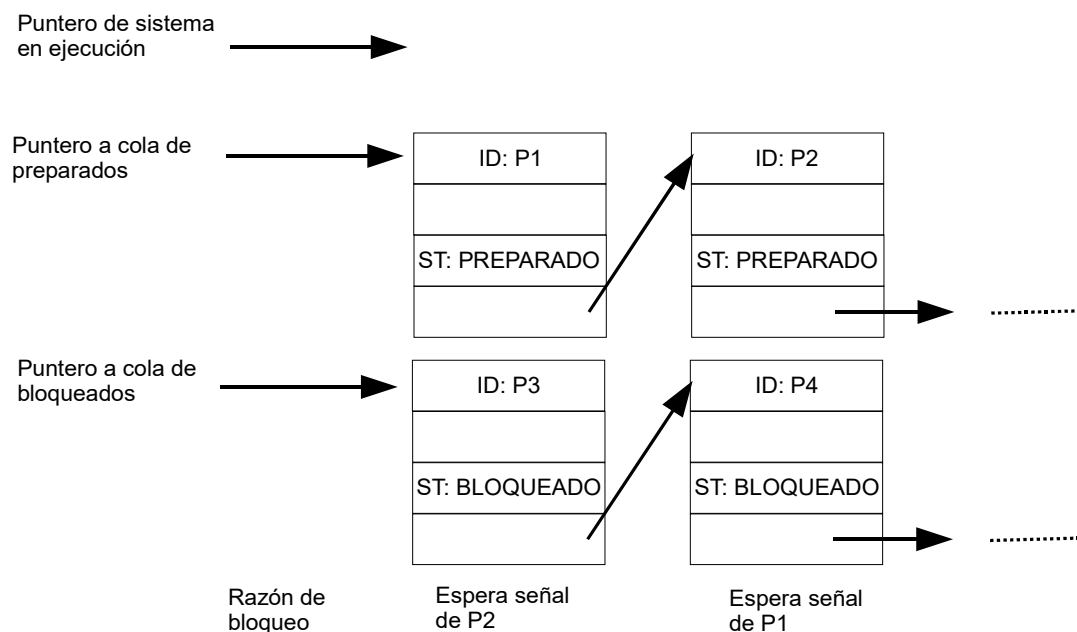 Puntero de sistema
en ejecución
Puntero a cola de
preparados
ID: P1
ID: P2
ST: PREPARADO
ST: PREPARADO
Puntero a cola de
bloqueados
ID: P3
ID: P4
ST: BLOQUEADO
ST: BLOQUEADO
Razón de
bloqueo
Espera señal
de P2
Espera señal
de P1